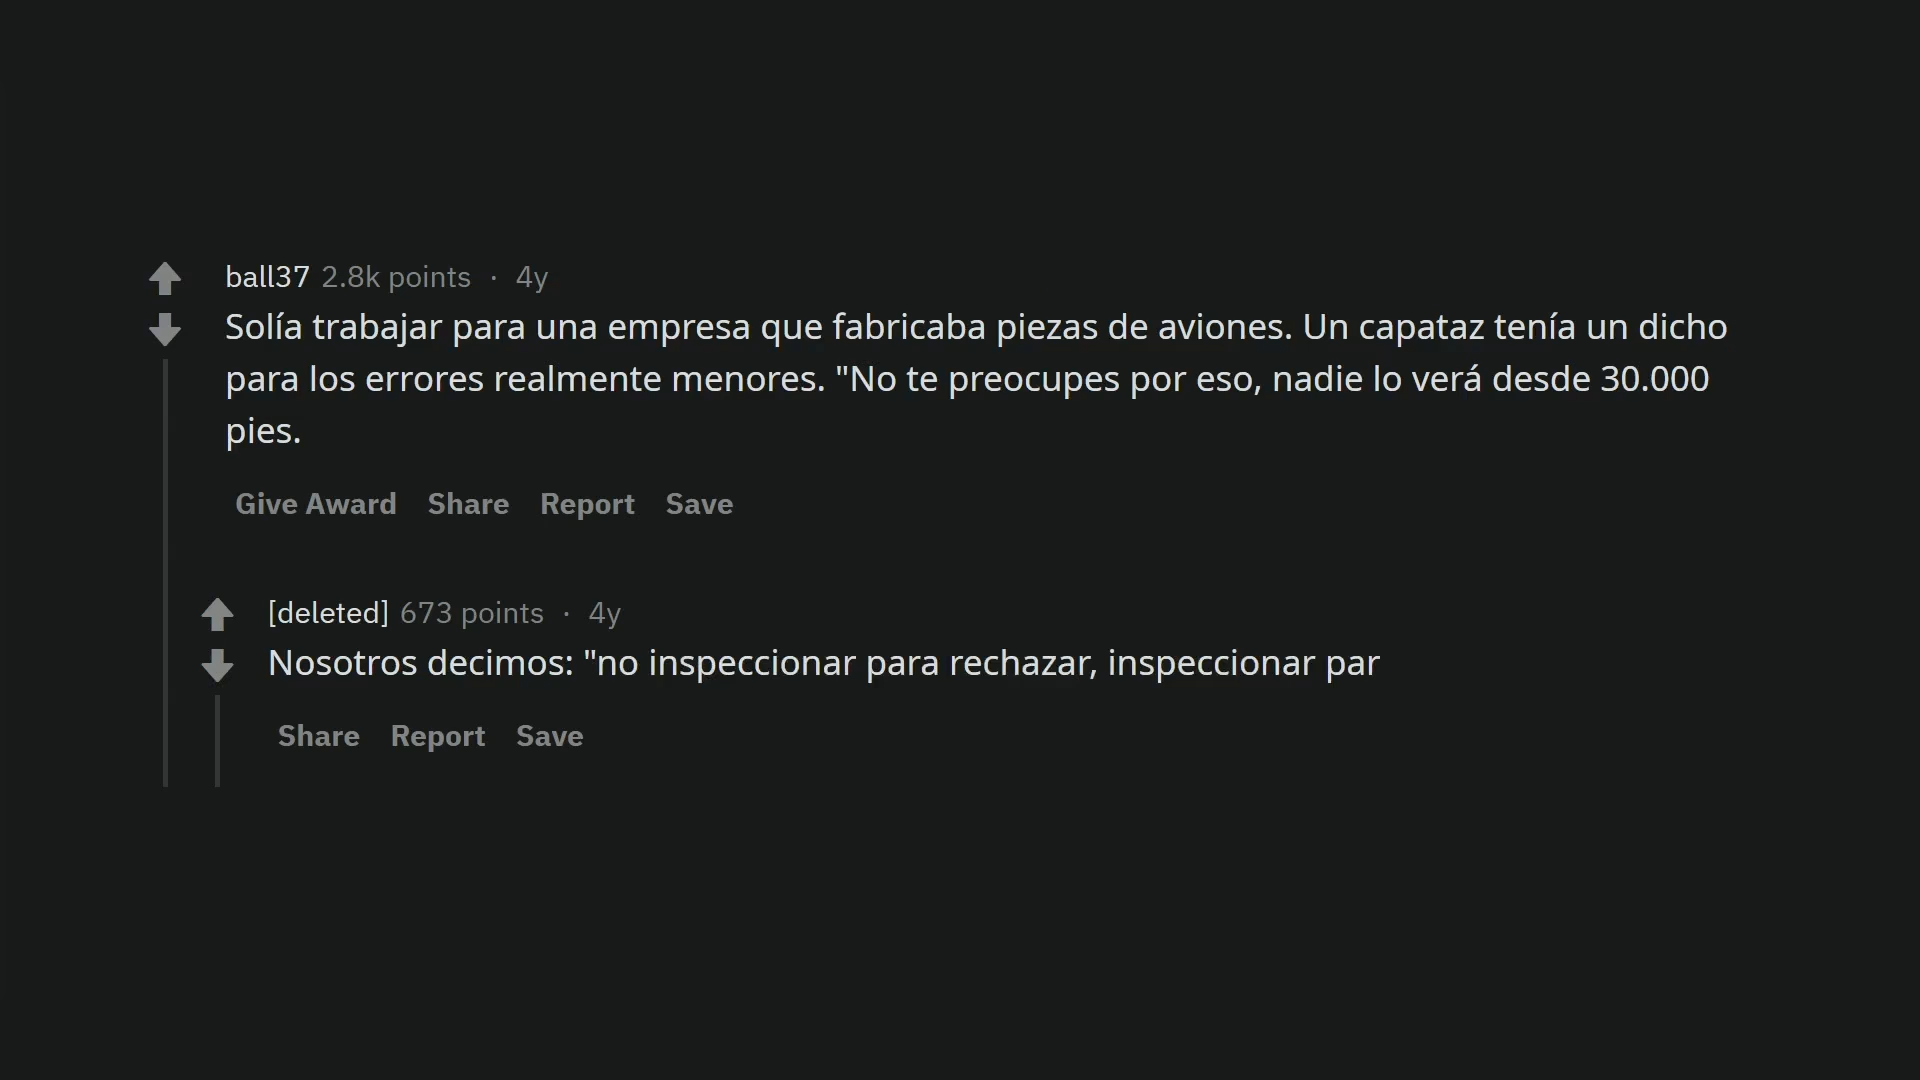 ball37 2.8k points · 4y
Solía trabajar para una empresa que fabricaba piezas de aviones. Un capataz tenía un dicho
para los errores realmente menores. "No te preocupes por eso, nadie lo verá desde 30.000
pies.
Give Award Share Report Save
[deleted] 673 points · 4y
Nosotros decimos: "no inspeccionar para rechazar, inspeccionar par
Share Report Save